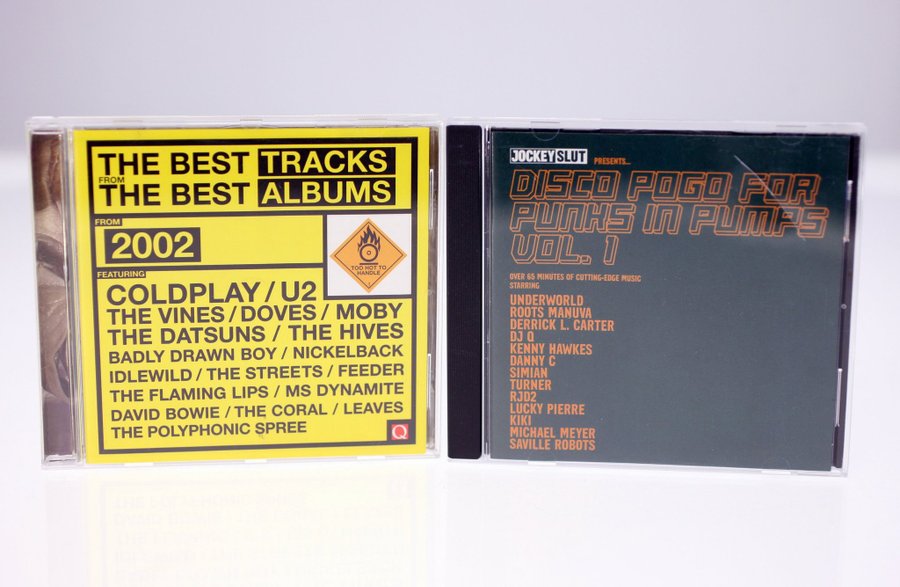 THE BEST TRACKS
FROM
THE BEST ALBUMS
FROM
2002
TOO HOT TO
HANDLE
FEATURING
COLDPLAY / U2
THE VINES / DOVES / MOBY
THE DATSUNS / THE HIVES
BADLY DRAWN BOY / NICKELBACK
IDLEWILD / THE STREETS / FEEDER
THE FLAMING LIPS / MS DYNAMITE
DAVID BOWIE / THE CORAL / LEAVES
THE POLYPHONIC SPREE
Q
JOCKEY SLUT PRESENTS...
DISCO POGO FOR
PUNKS IN PUMPS
VOL. 1
OVER 65 MINUTES OF CUTTING-EDGE MUSIC
STARRING
UNDERWORLD
ROOTS MANUVA
DERRICK L. CARTER
DJ Q
KENNY HAWKES
DANNY C
SIMIAN
TURNER
RJD2
LUCKY PIERRE
KIKI
MICHAEL MEYER
SAVILLE ROBOTS